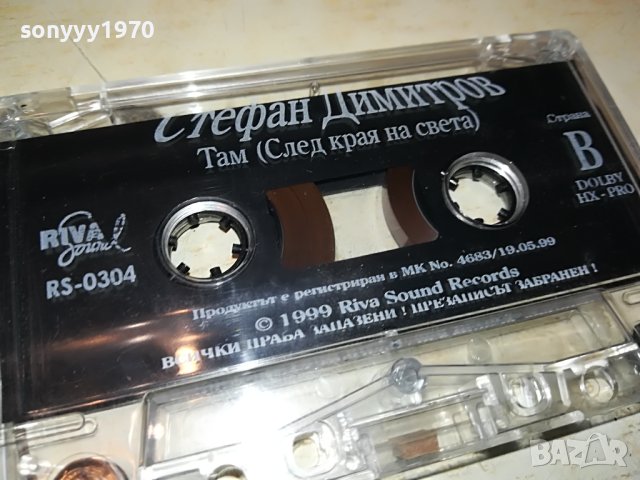 sonyyy1970
Стефан Димитров
Там (След края на света)
Страна
B
DOLBY
HX - PRO
RIVA
Sound
RS-0304
Продуктът е регистриран в МК No. 4683/19.05.99
© 1999 Riva Sound Records
ВСИЧКИ ПРАВА ЗАПАЗЕНИ ! ПРЕЗАПИСЪТ ЗАБРАНЕН !
BAZAR